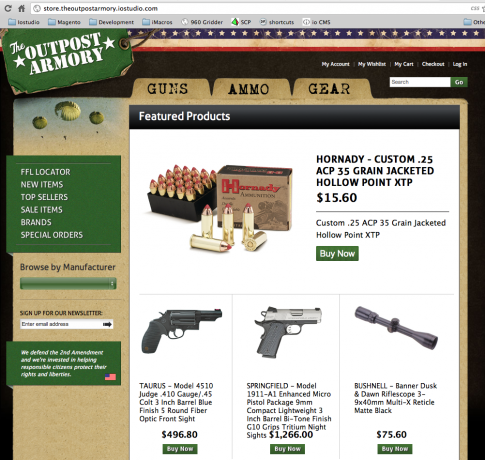 store.theoutpostarmory.iostudio.com
iostudio
Magento
Development
iMacros
960 Gridder
SCP
shortcuts
io CMS
The OUTPOST ARMORY
My Account
My Wishlist
My Cart
Checkout
Log In
GUNS
AMMO
GEAR
Search
Go
Featured Products
FFL LOCATOR
NEW ITEMS
TOP SELLERS
SALE ITEMS
BRANDS
SPECIAL ORDERS
Browse by Manufacturer
SIGN UP FOR OUR NEWSLETTER:
Enter email address
We defend the 2nd Amendment
and we're invested in helping
responsible citizens protect their
rights and liberties.
Hornady
AMMUNITION
HORNADY - CUSTOM .25
ACP 35 GRAIN JACKETED
HOLLOW POINT XTP
$15.60
Custom .25 ACP 35 Grain Jacketed
Hollow Point XTP
Buy Now
TAURUS - Model 4510
Judge .410 Gauge/.45
Colt 3 Inch Barrel Blue
Finish 5 Round Fiber
Optic Front Sight
$496.80
Buy Now
SPRINGFIELD - Model
1911-A1 Enhanced Micro
Pistol Package 9mm
Compact Lightweight 3
Inch Barrel Bi-Tone Finish
G10 Grips Tritium Night
Sights $1,266.00
Buy Now
BUSHNELL - Banner Dusk
& Dawn Riflescope 3-
9x40mm Multi-X Reticle
Matte Black
$75.60
Buy Now